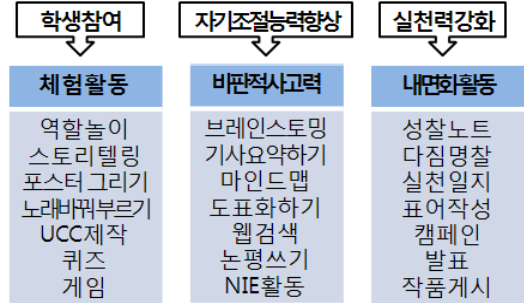 학생참여
자기조절능력향상
실천력강화
체험활동
비판적사고력
내면화활동
역할놀이
스토리텔링
포스터 그리기
노래바꿔부르기
UCC제작
퀴즈
게임
브레인스토밍
기사요약하기
마인드맵
도표화하기
웹검색
논평쓰기
NIE활동
성찰노트
다짐명찰
실천일지
표어작성
캠페인
발표
작품게시